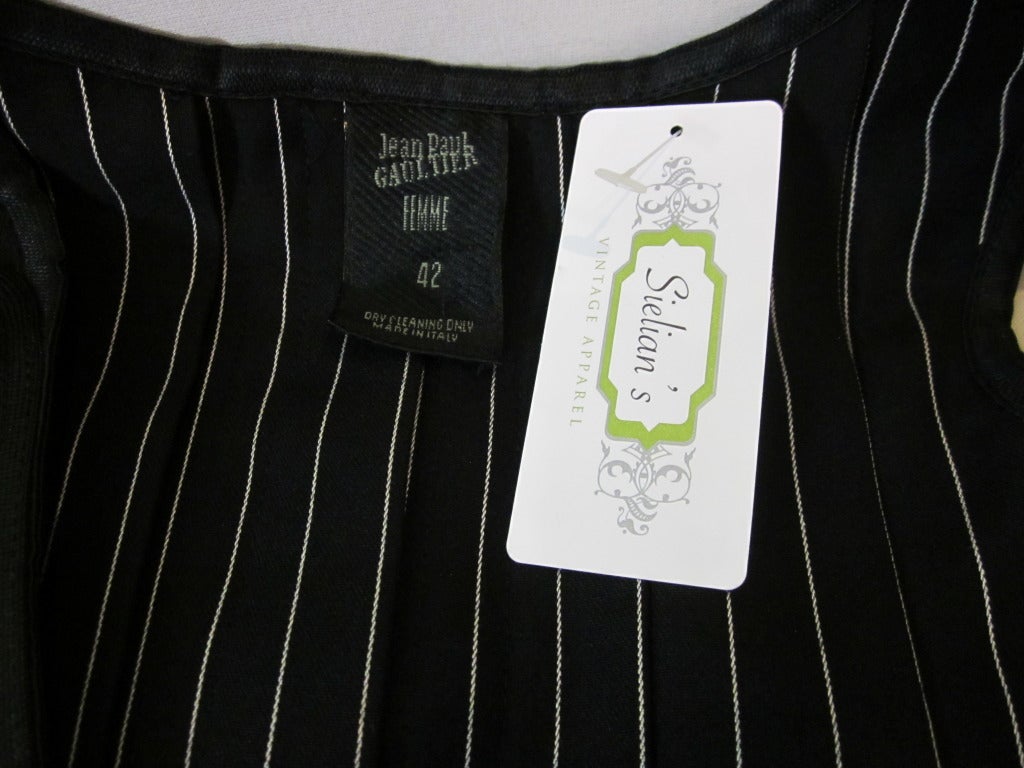 Jean Paul
GAULTIER
FEMME
42
DRY CLEANING ONLY
MADE IN ITALY
Sielian's
VINTAGE APPAREL